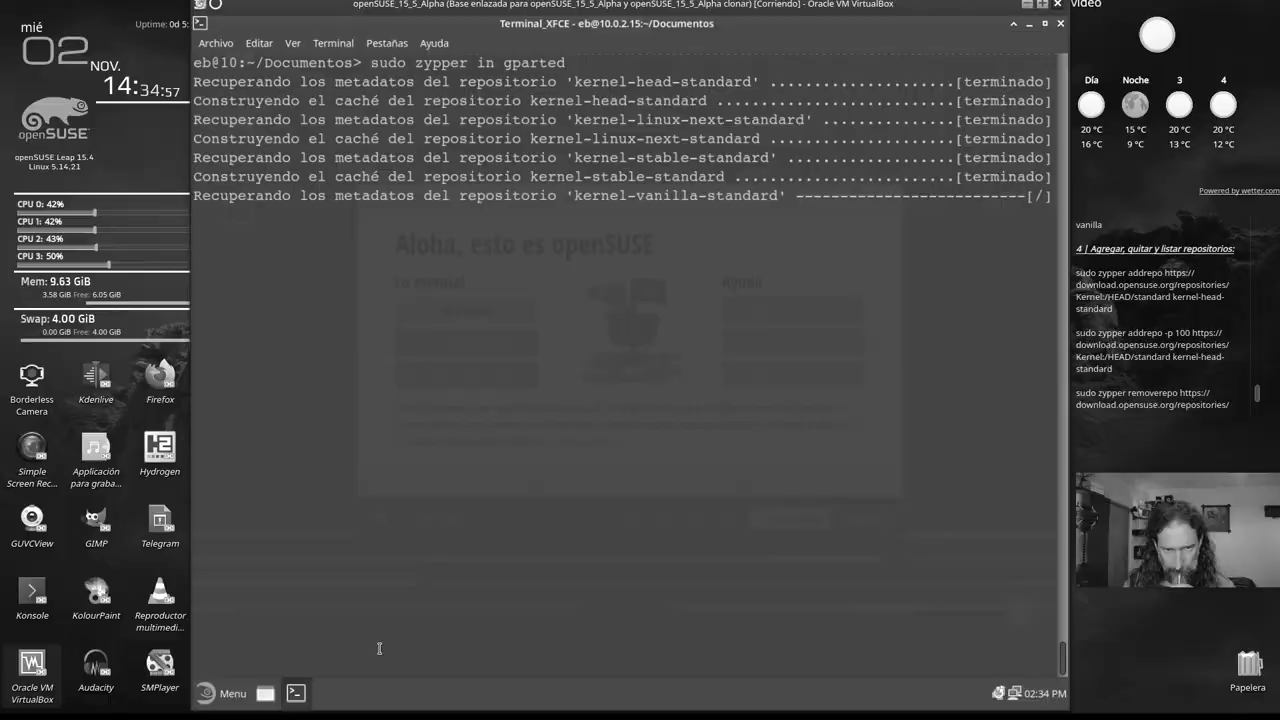 openSUSE_15_5_Alpha (Base enlazada para openSUSE_15_5_Alpha y openSUSE_15_5_Alpha clonar) [Corriendo] - Oracle VM VirtualBox
vídeo
Terminal_XFCE - eb@10.0.2.15:~/Documentos
Archivo Editar Ver Terminal Pestañas Ayuda
eb@10:~/Documentos> sudo zypper in gparted
Recuperando los metadatos del repositorio 'kernel-head-standard' ......................[terminado]
Construyendo el caché del repositorio kernel-head-standard ............................[terminado]
Recuperando los metadatos del repositorio 'kernel-linux-next-standard' ................[terminado]
Construyendo el caché del repositorio kernel-linux-next-standard ......................[terminado]
Recuperando los metadatos del repositorio 'kernel-stable-standard' ....................[terminado]
Construyendo el caché del repositorio kernel-stable-standard ..........................[terminado]
Recuperando los metadatos del repositorio 'kernel-vanilla-standard' --------------------------[/]
Aloha, esto es openSUSE
Ayuda
mié
02
NOV.
Uptime: 0d 5:
14:34:57
openSUSE
openSUSE Leap 15.4
Linux 5.14.21
CPU 0: 42%
CPU 1: 42%
CPU 2: 43%
CPU 3: 50%
Mem: 9.63 GiB
3.58 GiB Free: 6.05 GiB
Swap: 4.00 GiB
0.00 GiB Free: 4.00 GiB
Borderless
Camera
Kdenlive
Firefox
Simple
Screen Rec...
Aplicación
para graba...
Hydrogen
GUVCView
GIMP
Telegram
Konsole
KolourPaint
Reproductor
multimedi...
Oracle VM
VirtualBox
Audacity
SMPlayer
Menu
02:34 PM
Día Noche 3 4
20 °C 15 °C 20 °C 20 °C
16 °C 9 °C 13 °C 12 °C
Powered by wetter.com
vanilla
4 | Agregar, quitar y listar repositorios:
sudo zypper addrepo https://
download.opensuse.org/repositories/
Kernel:/HEAD/standard kernel-head-
standard
sudo zypper addrepo -p 100 https://
download.opensuse.org/repositories/
Kernel:/HEAD/standard kernel-head-
standard
sudo zypper removerepo https://
download.opensuse.org/repositories/
Papelera